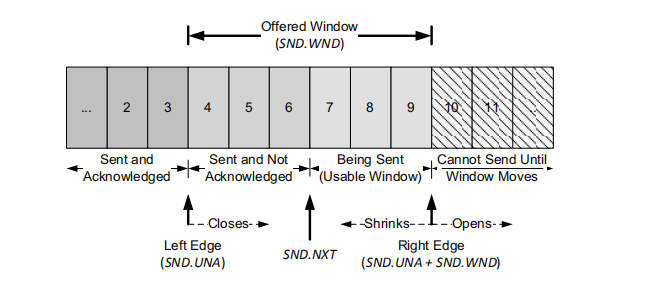 Offered Window
(SND.WND)
... 2 3 4 5 6 7 8 9 10 11 ...
Sent and Acknowledged
Sent and Not Acknowledged
Being Sent (Usable Window)
Cannot Send Until Window Moves
Closes
Shrinks
Opens
Left Edge
(SND.UNA)
SND.NXT
Right Edge
(SND.UNA + SND.WND)